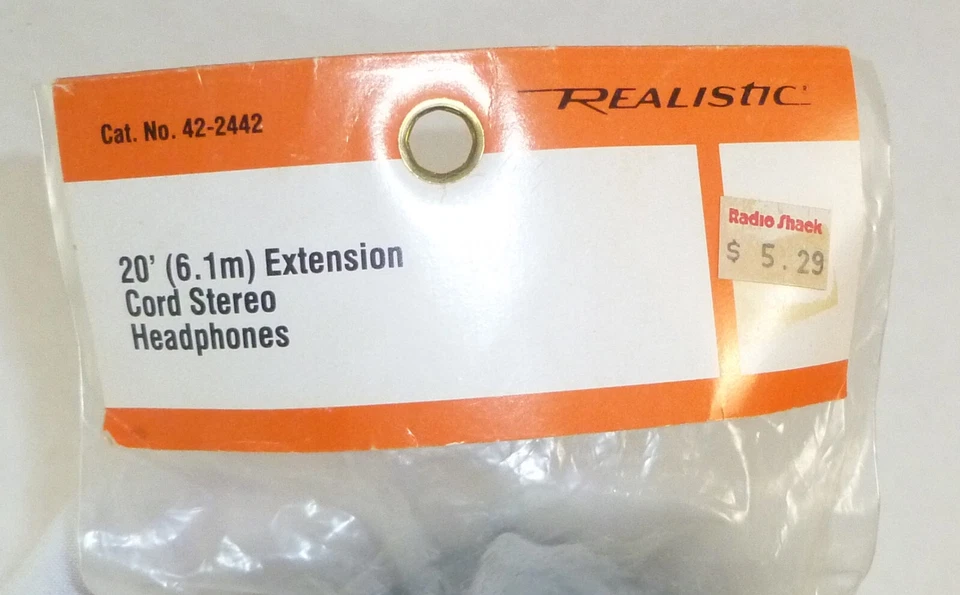 Cat. No. 42-2442
REALISTIC
20' (6.1m) Extension
Cord Stereo
Headphones
Radio Shack
$ 5.29